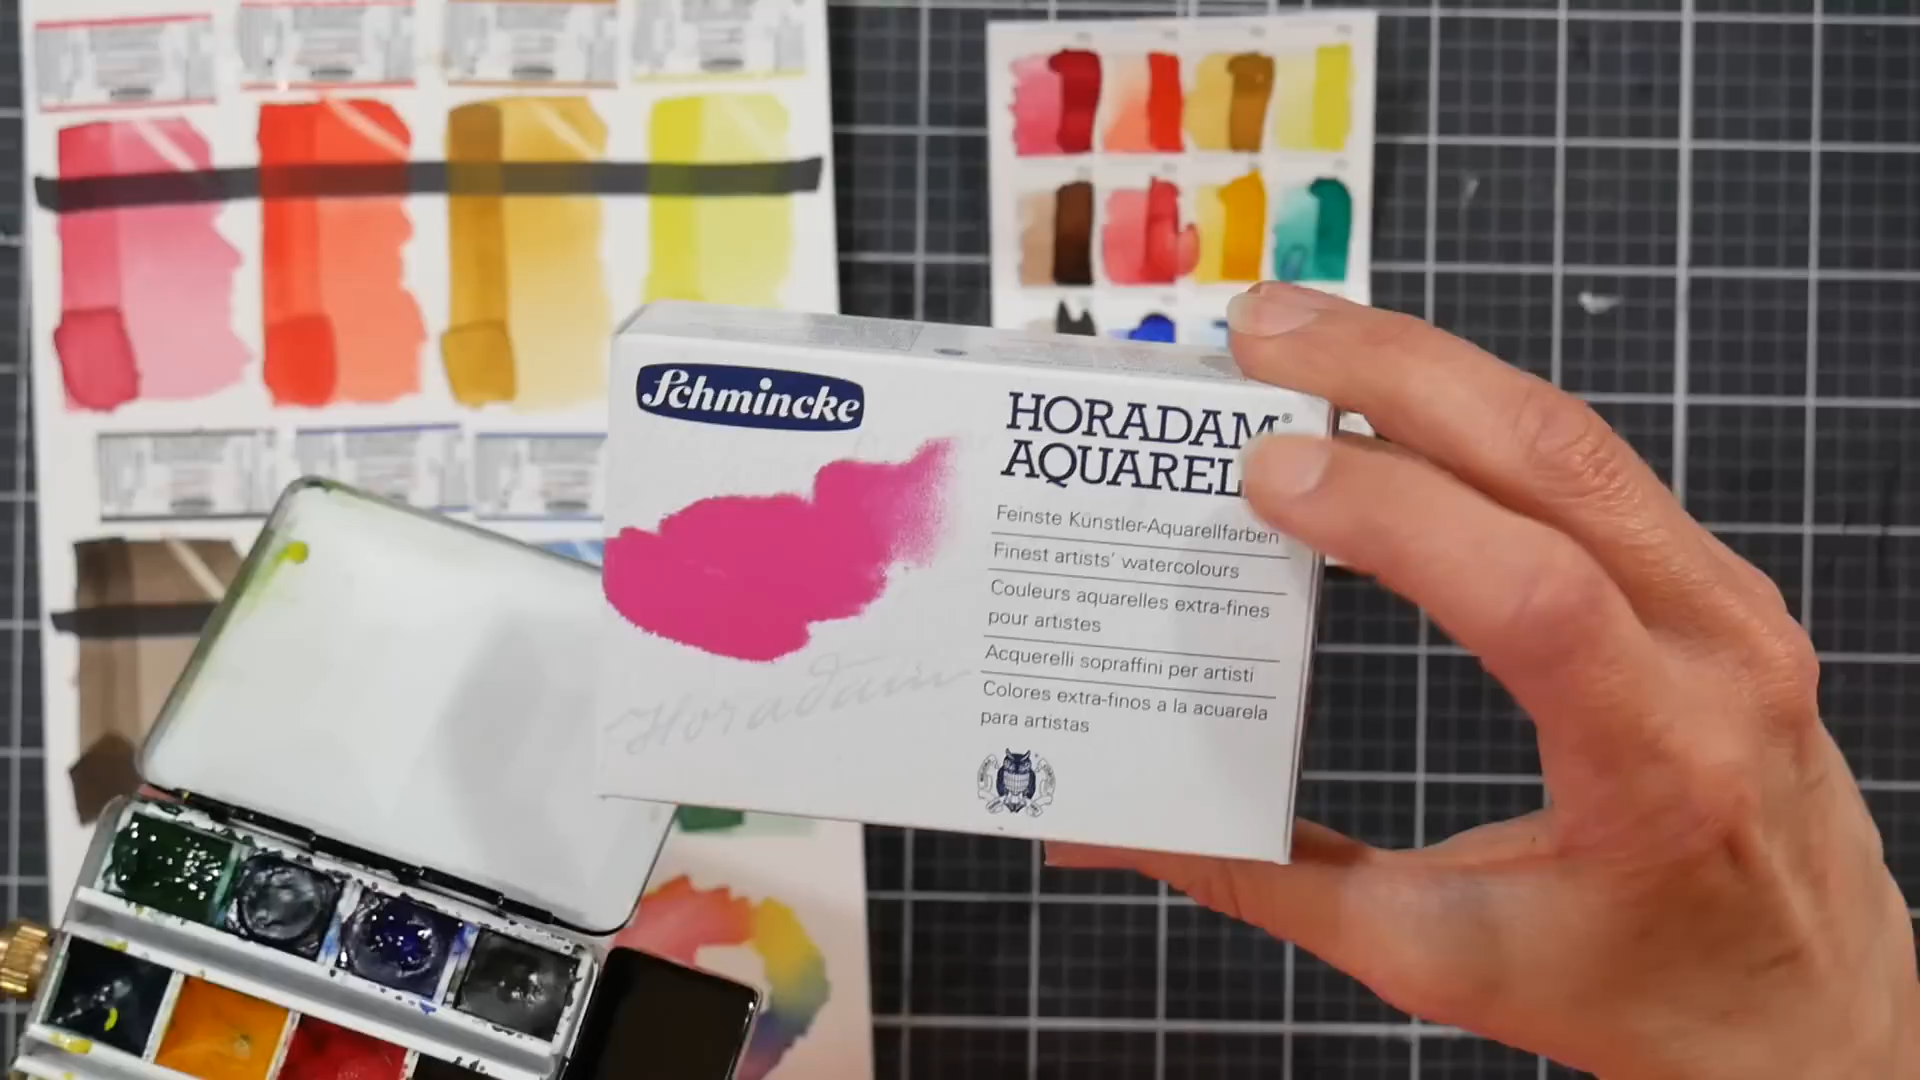 Schmincke
HORADAM®
AQUAREL
Feinste Künstler-Aquarellfarben
Finest artists' watercolours
Couleurs aquarelles extra-fines
pour artistes
Acquerelli sopraffini per artisti
Colores extra-finos a la acuarela
para artistas
Horadam